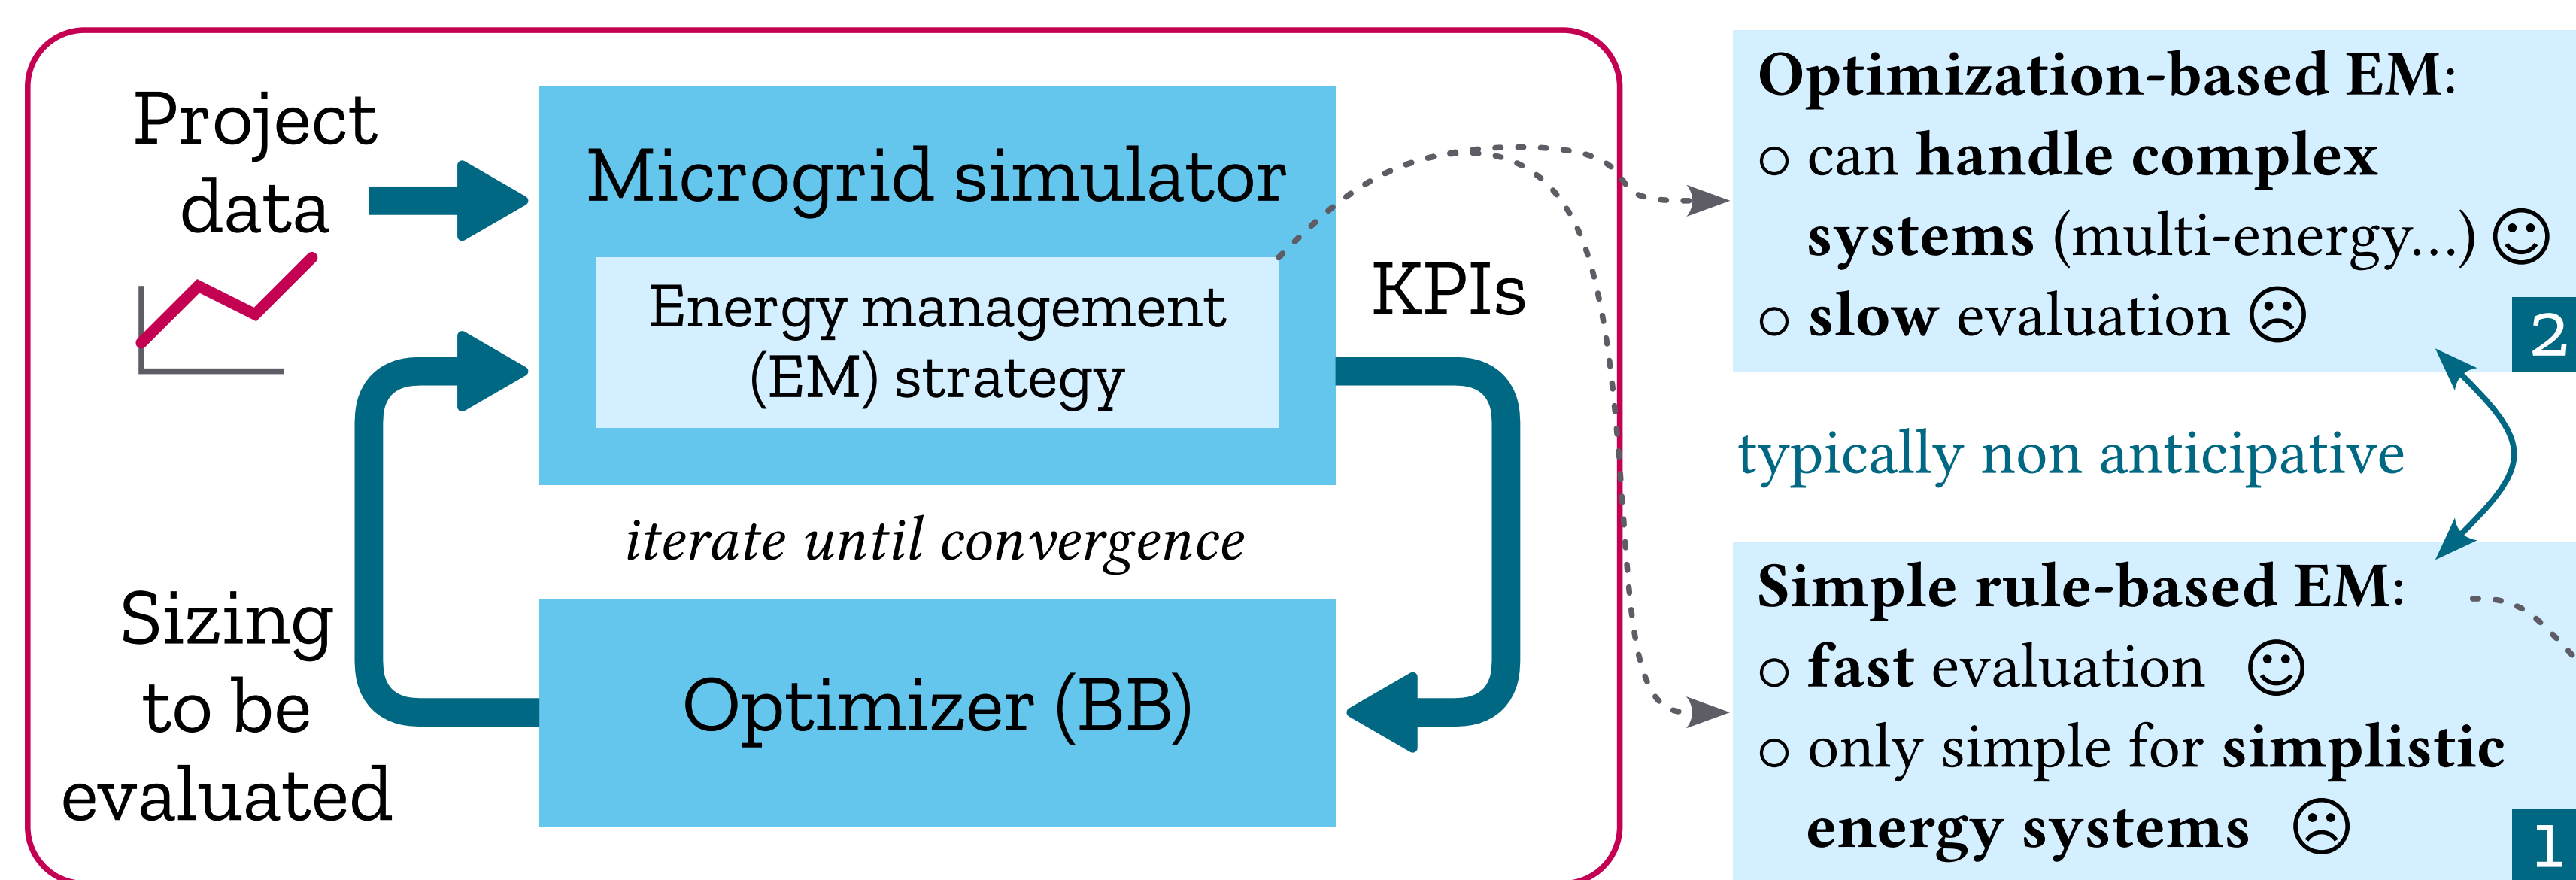 Project
data
Microgrid simulator
Energy management
(EM) strategy
KPIs
iterate until convergence
Sizing
to be
evaluated
Optimizer (BB)
Optimization-based EM:
○ can handle complex
systems (multi-energy...) ☺
○ slow evaluation ☹
2
typically non anticipative
Simple rule-based EM:
○ fast evaluation ☺
○ only simple for simplistic
energy systems ☹
1